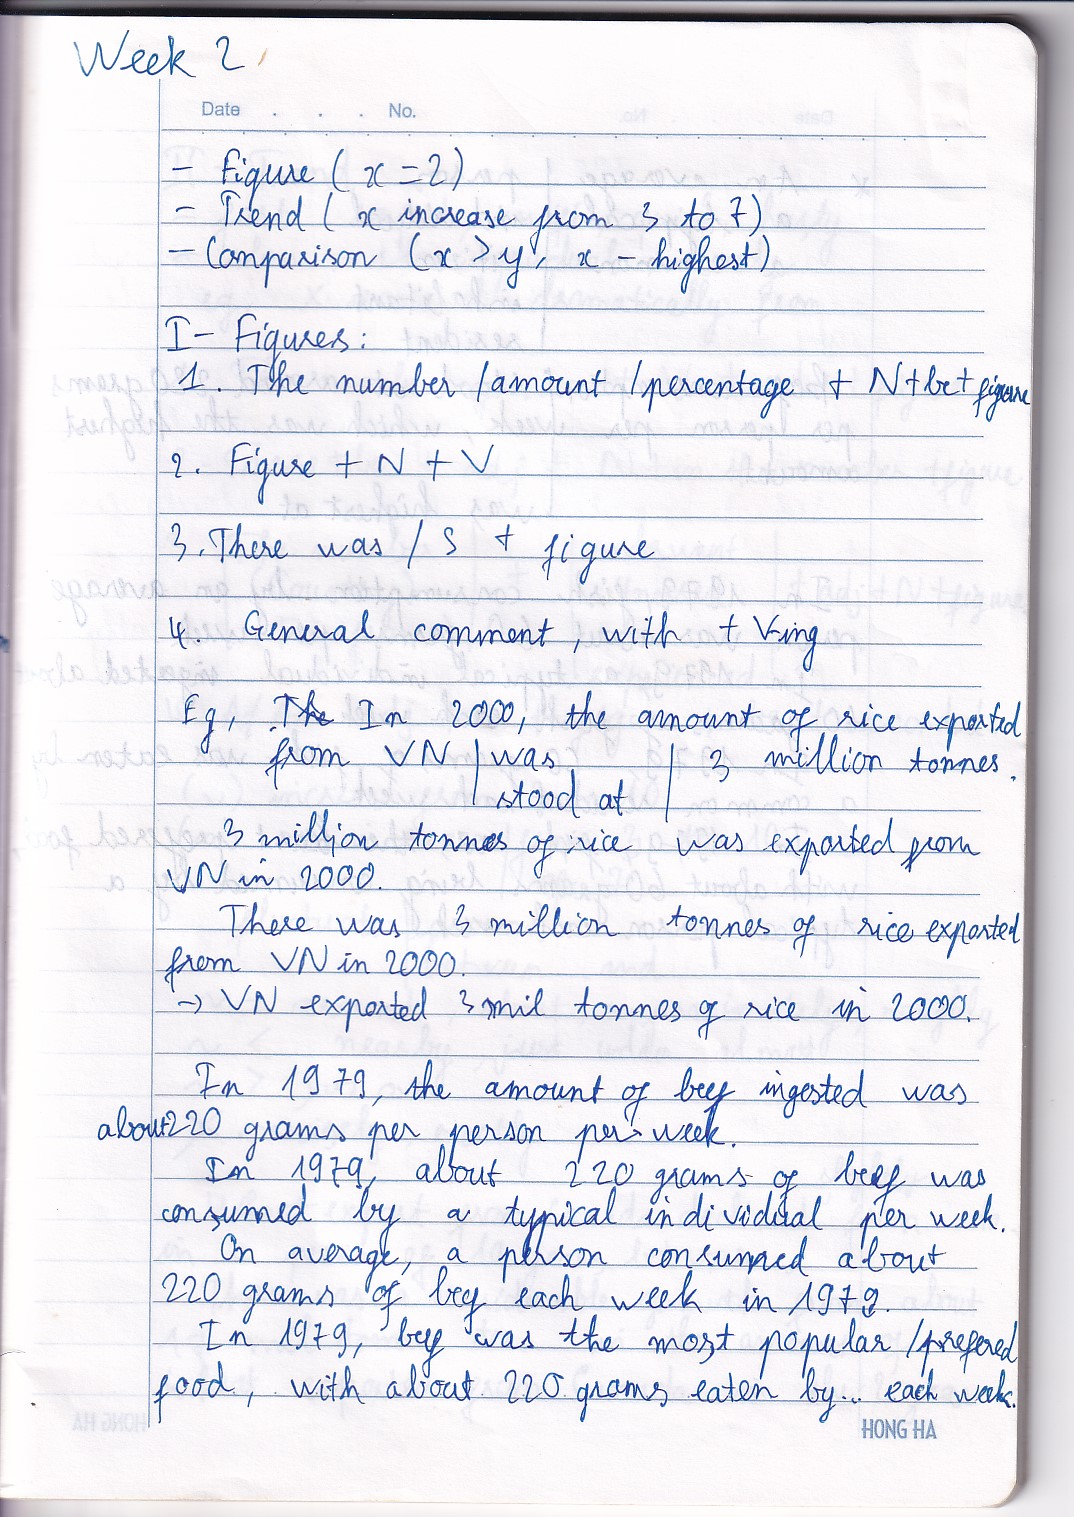 Week 2
Date . . . No.
- Figure (x = 2)
- Trend (x increase from 3 to 7)
- Comparison (x > y, x - highest)
I - Figures:
1. The number / amount / percentage + N + be + figure
2. Figure + N + V
3. There was / S + figure
4. General comment, with + V-ing
Eg, The In 2000, the amount of rice exported
from VN | was | 3 million tonnes.
stood at
3 million tonnes of rice was exported from
VN in 2000.
There was 3 million tonnes of rice exported
from VN in 2000.
-> VN exported 3 mil tonnes of rice in 2000.
In 1979, the amount of beef ingested was
about 220 grams per person per week.
In 1979, about 220 grams of beef was
consumed by a typical individual per week.
On average, a person consumed about
220 grams of beef each week in 1979.
In 1979, beef was the most popular / prefered
food, with about 220 grams eaten by... each week.
HONG HA